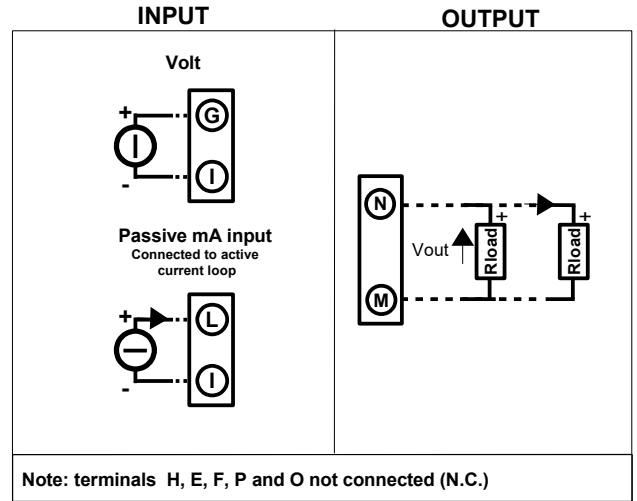 INPUT
OUTPUT
Volt
+
G
-
I
Passive mA input
Connected to active
current loop
+
L
-
I
N
M
Vout
Rload
+
Rload
+
Note: terminals H, E, F, P and O not connected (N.C.)